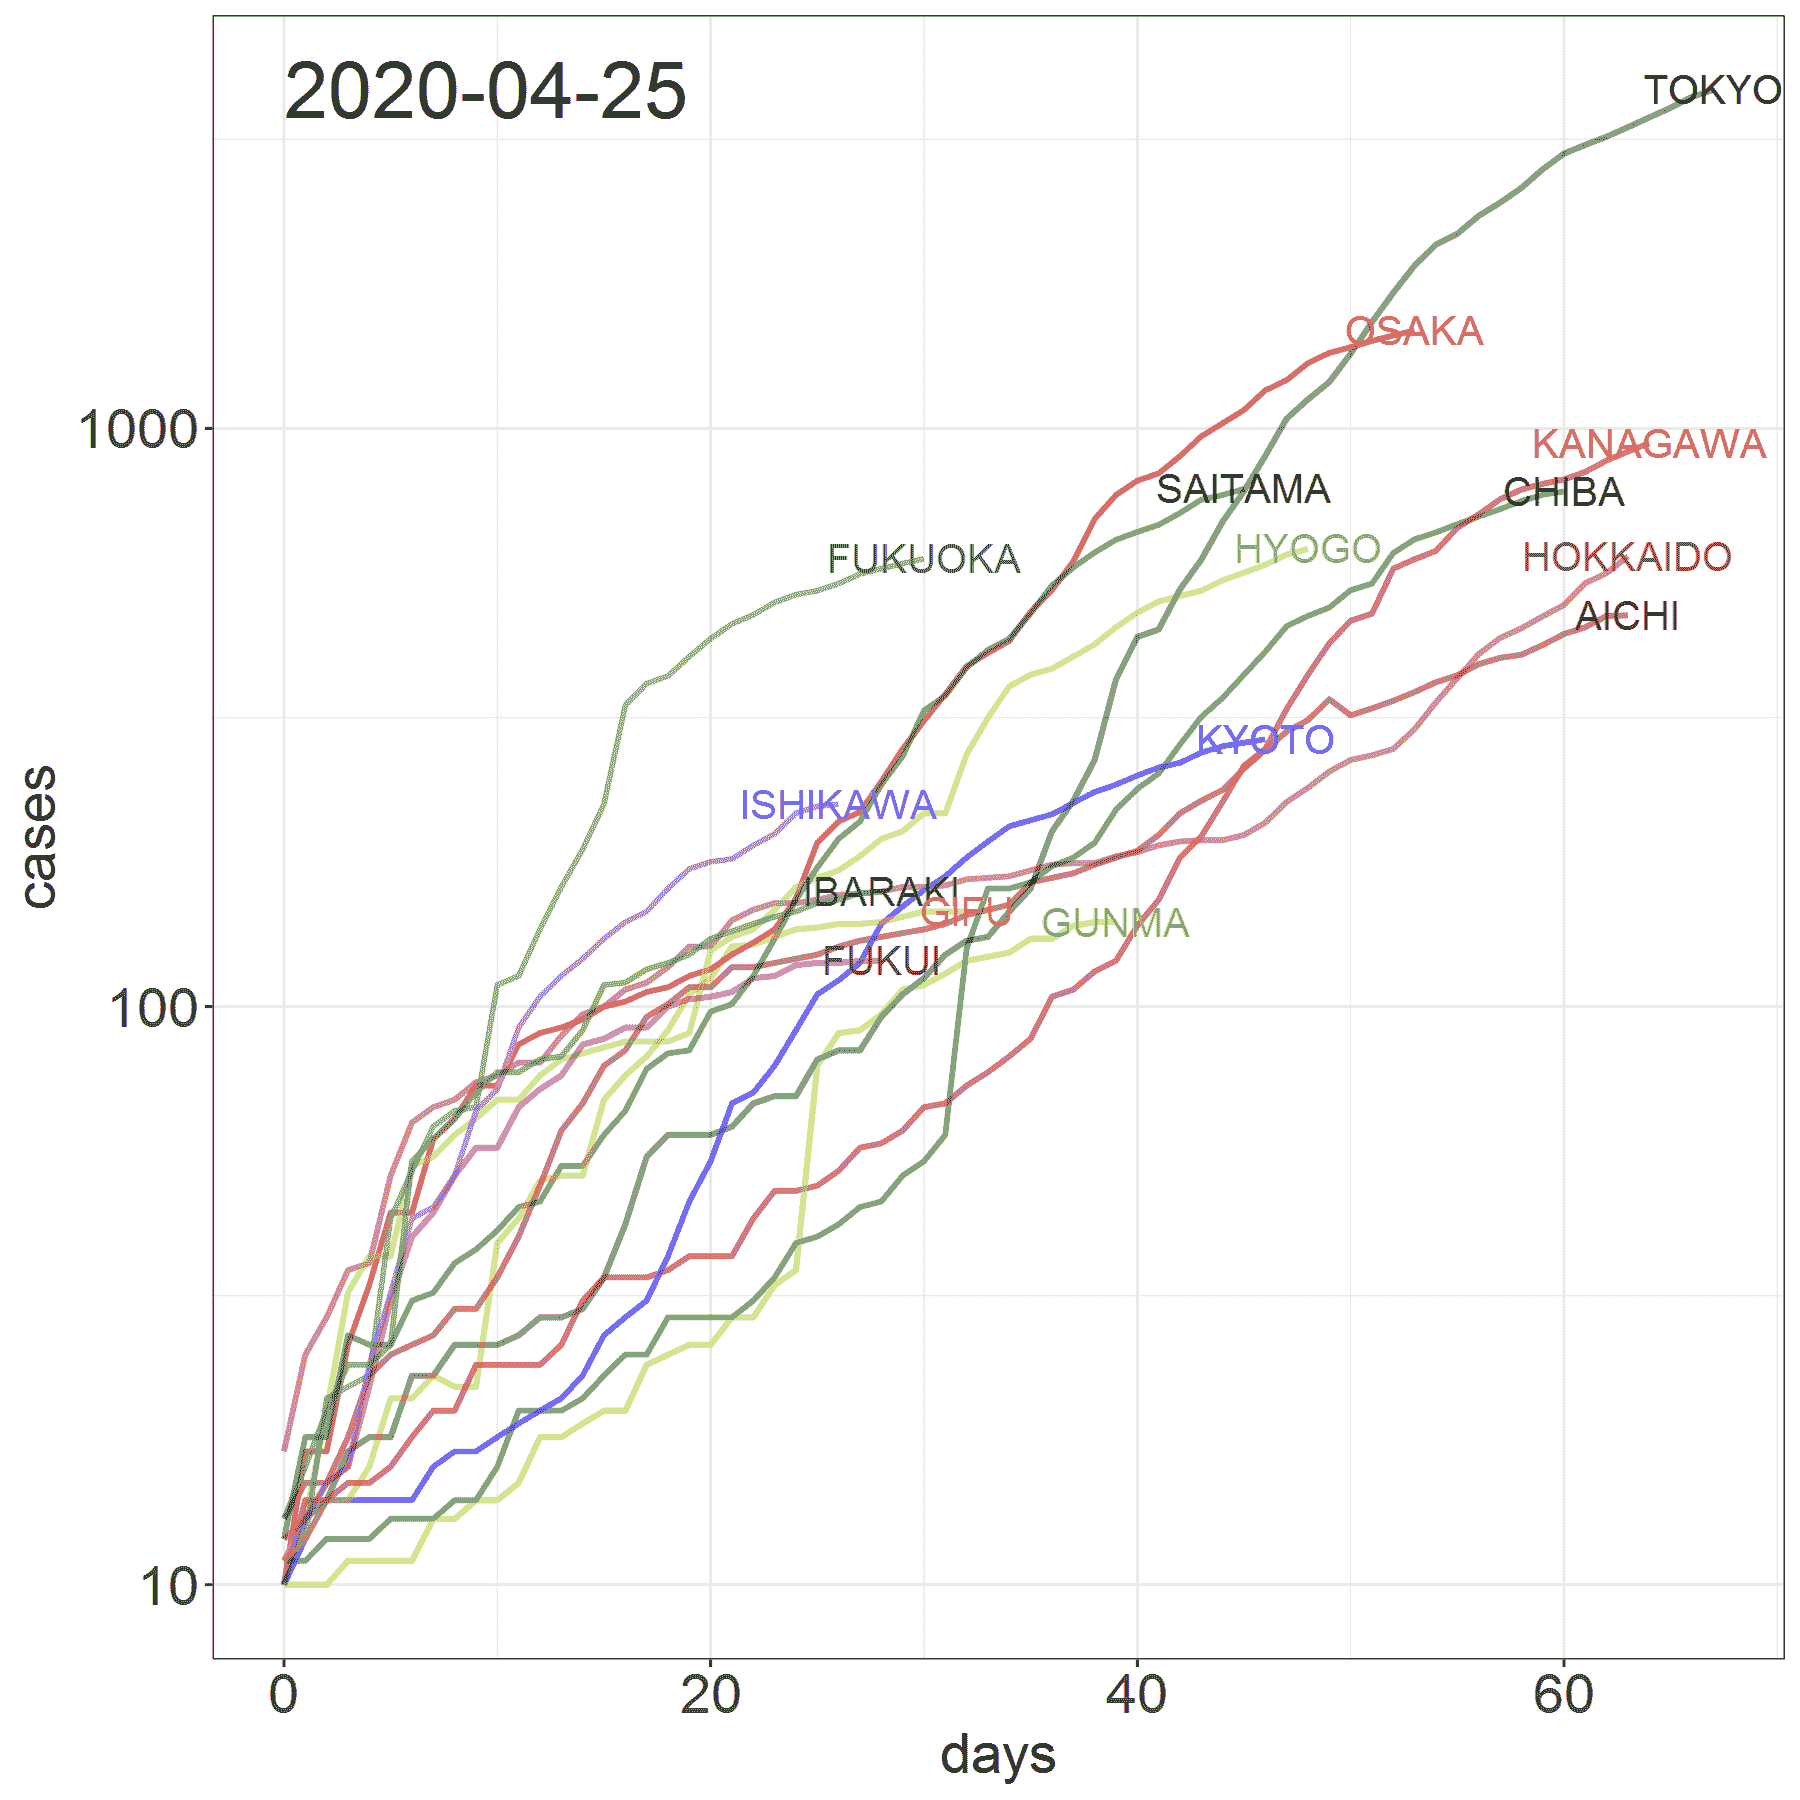 2020-04-25
TOKYO
OSAKA
KANAGAWA
SAITAMA
CHIBA
HYOGO
FUKUOKA
HOKKAIDO
AICHI
KYOTO
ISHIKAWA
IBARAKI
GIFU
GUNMA
FUKUI
cases
1000
100
10
0
20
40
60
days